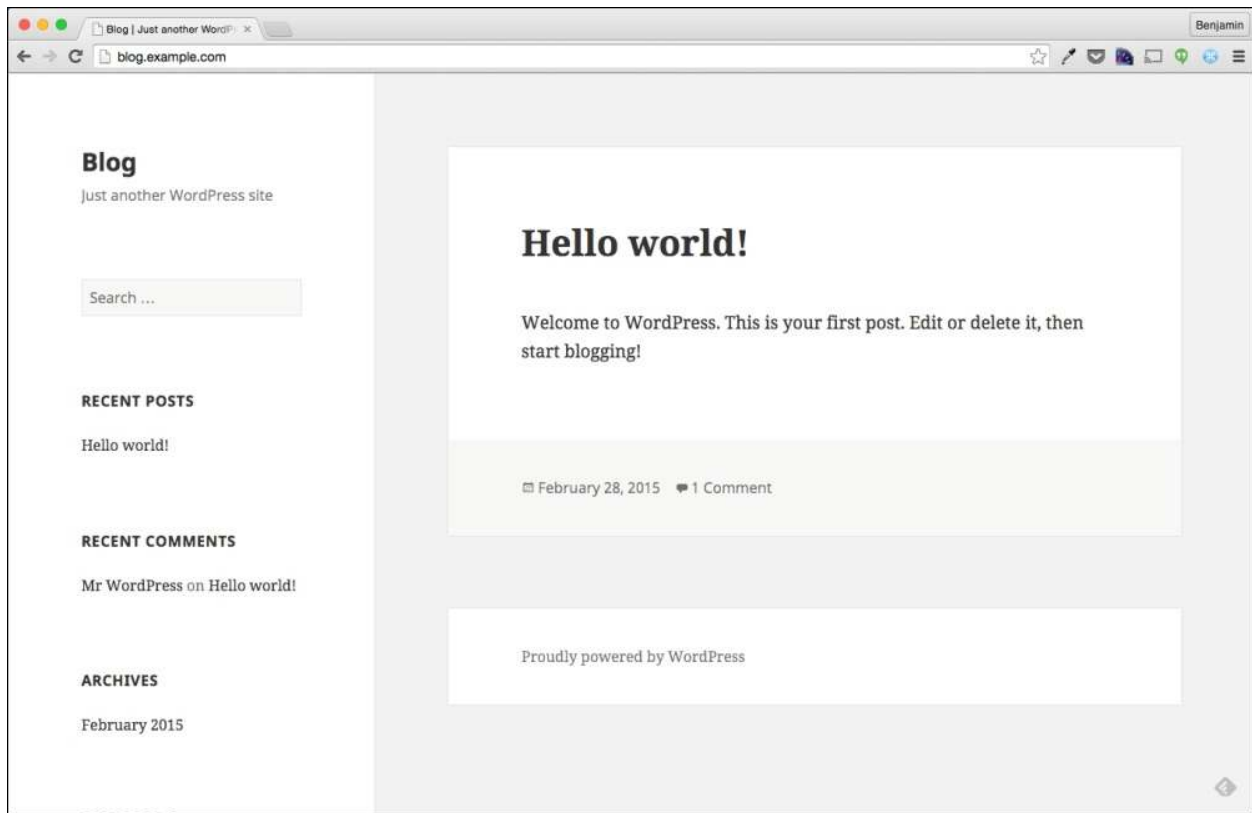 Blog | Just another WordP
Benjamin
blog.example.com
Blog
Just another WordPress site
Search ...
RECENT POSTS
Hello world!
RECENT COMMENTS
Mr WordPress on Hello world!
ARCHIVES
February 2015
Hello world!
Welcome to WordPress. This is your first post. Edit or delete it, then
start blogging!
February 28, 2015 1 Comment
Proudly powered by WordPress